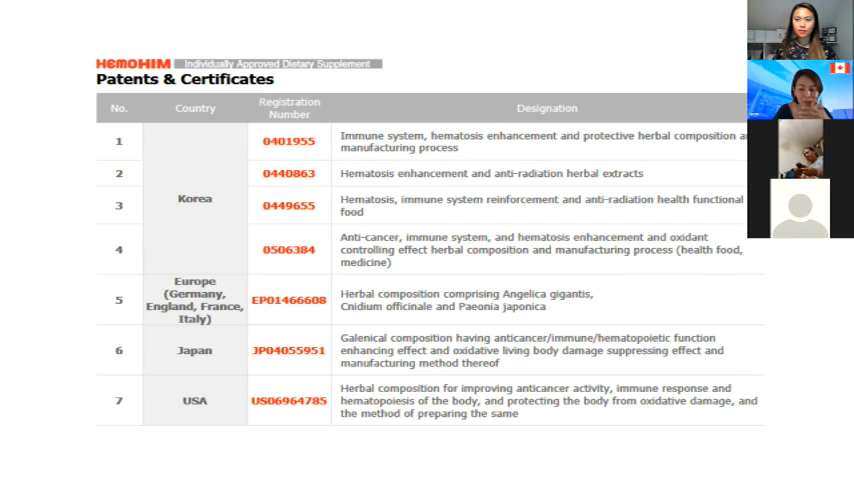 HEMOHIM Individually Approved Dietary Supplement
Patents & Certificates
No. Country Registration Number Designation
1 0401955 Immune system, hematosis enhancement and protective herbal composition
manufacturing process
2 0440863 Hematosis enhancement and anti-radiation herbal extracts
Korea
3 0449655 Hematosis, immune system reinforcement and anti-radiation health functional
food
4 0506384 Anti-cancer, immune system, and hematosis enhancement and oxidant
controlling effect herbal composition and manufacturing process (health food,
medicine)
Europe
(Germany,
England, France,
Italy)
5 EP01466608 Herbal composition comprising Angelica gigantis,
Cnidium officinale and Paeonia japonica
6 Japan JP04055951 Galenical composition having anticancer/immune/hematopoietic function
enhancing effect and oxidative living body damage suppressing effect and
manufacturing method thereof
7 USA US06964785 Herbal composition for improving anticancer activity, immune response and
hematopoiesis of the body, and protecting the body from oxidative damage, and
the method of preparing the same